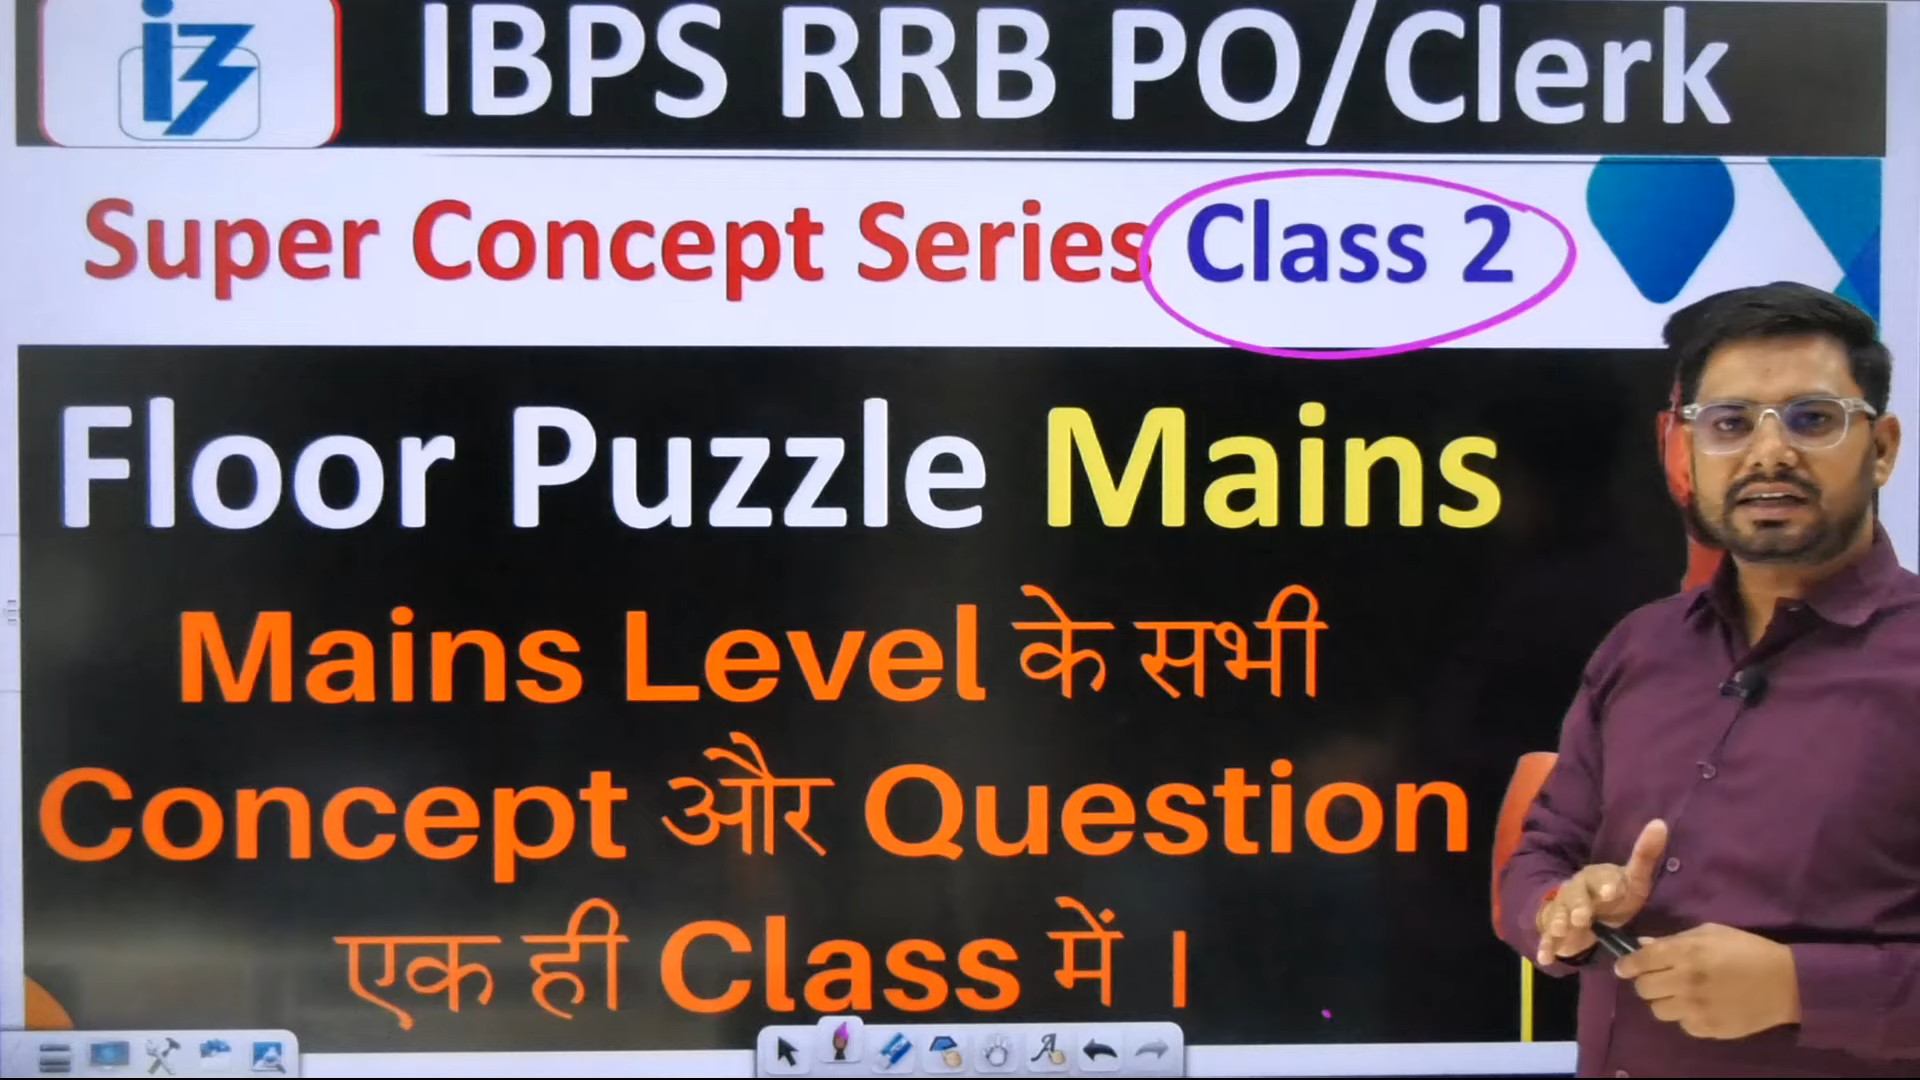 IBPS RRB PO/Clerk
Super Concept Series Class 2
Floor Puzzle Mains
Mains Level के सभी
Concept और Question
एक ही Class में ।